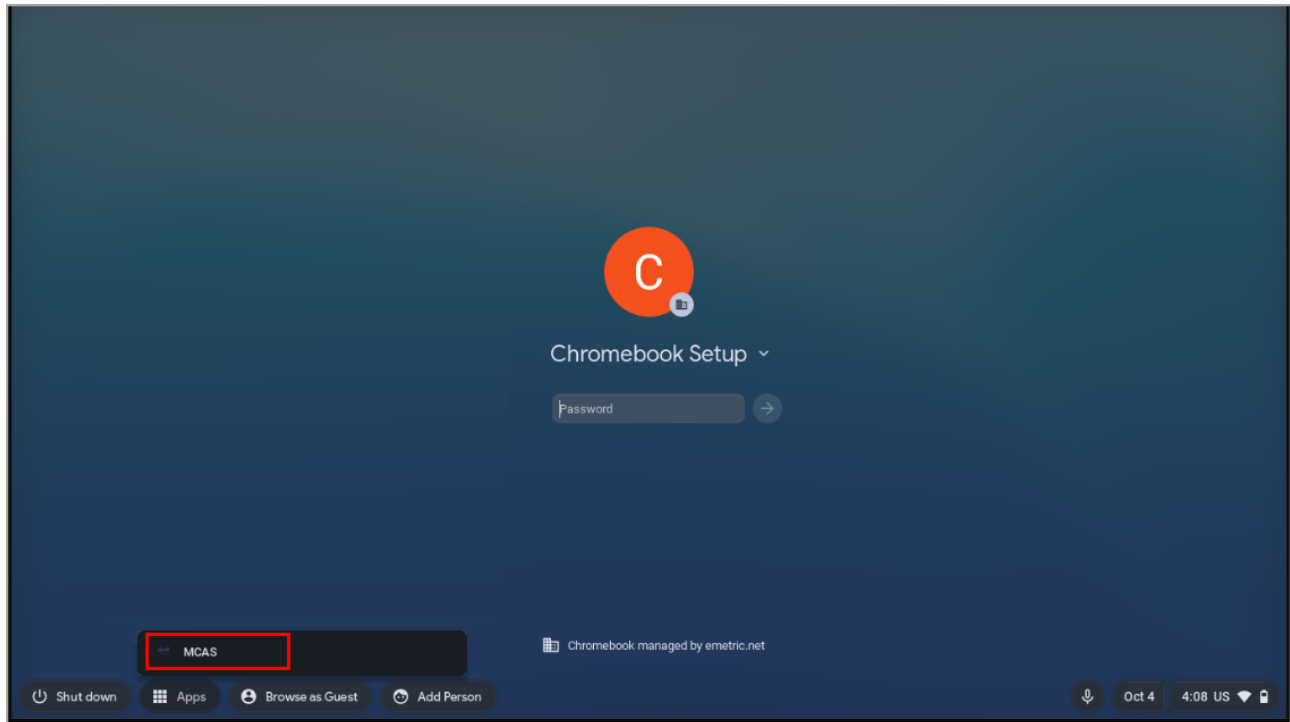 C
Chromebook Setup
Password
MCAS
Chromebook managed by emetric.net
Shut down
Apps
Browse as Guest
Add Person
Oct 4
4:08 US